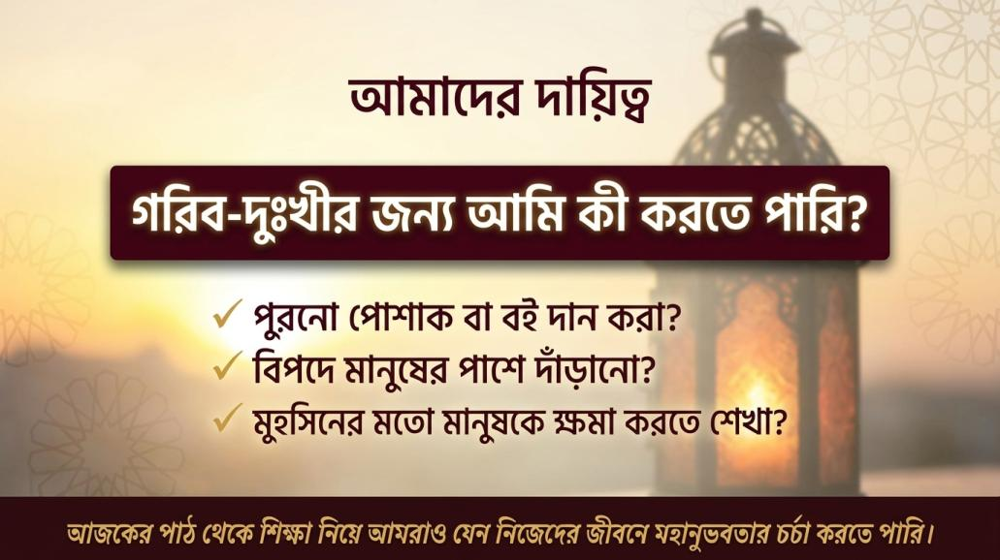 আমাদের দায়িত্ব
গরিব-দুঃখীর জন্য আমি কী করতে পারি?
✓ পুরনো পোশাক বা বই দান করা?
✓ বিপদে মানুষের পাশে দাঁড়ানো?
✓ মুহসিনের মতো মানুষকে ক্ষমা করতে শেখা?
আজকের পাঠ থেকে শিক্ষা নিয়ে আমরাও যেন নিজেদের জীবনে মহানুভবতার চর্চা করতে পারি।